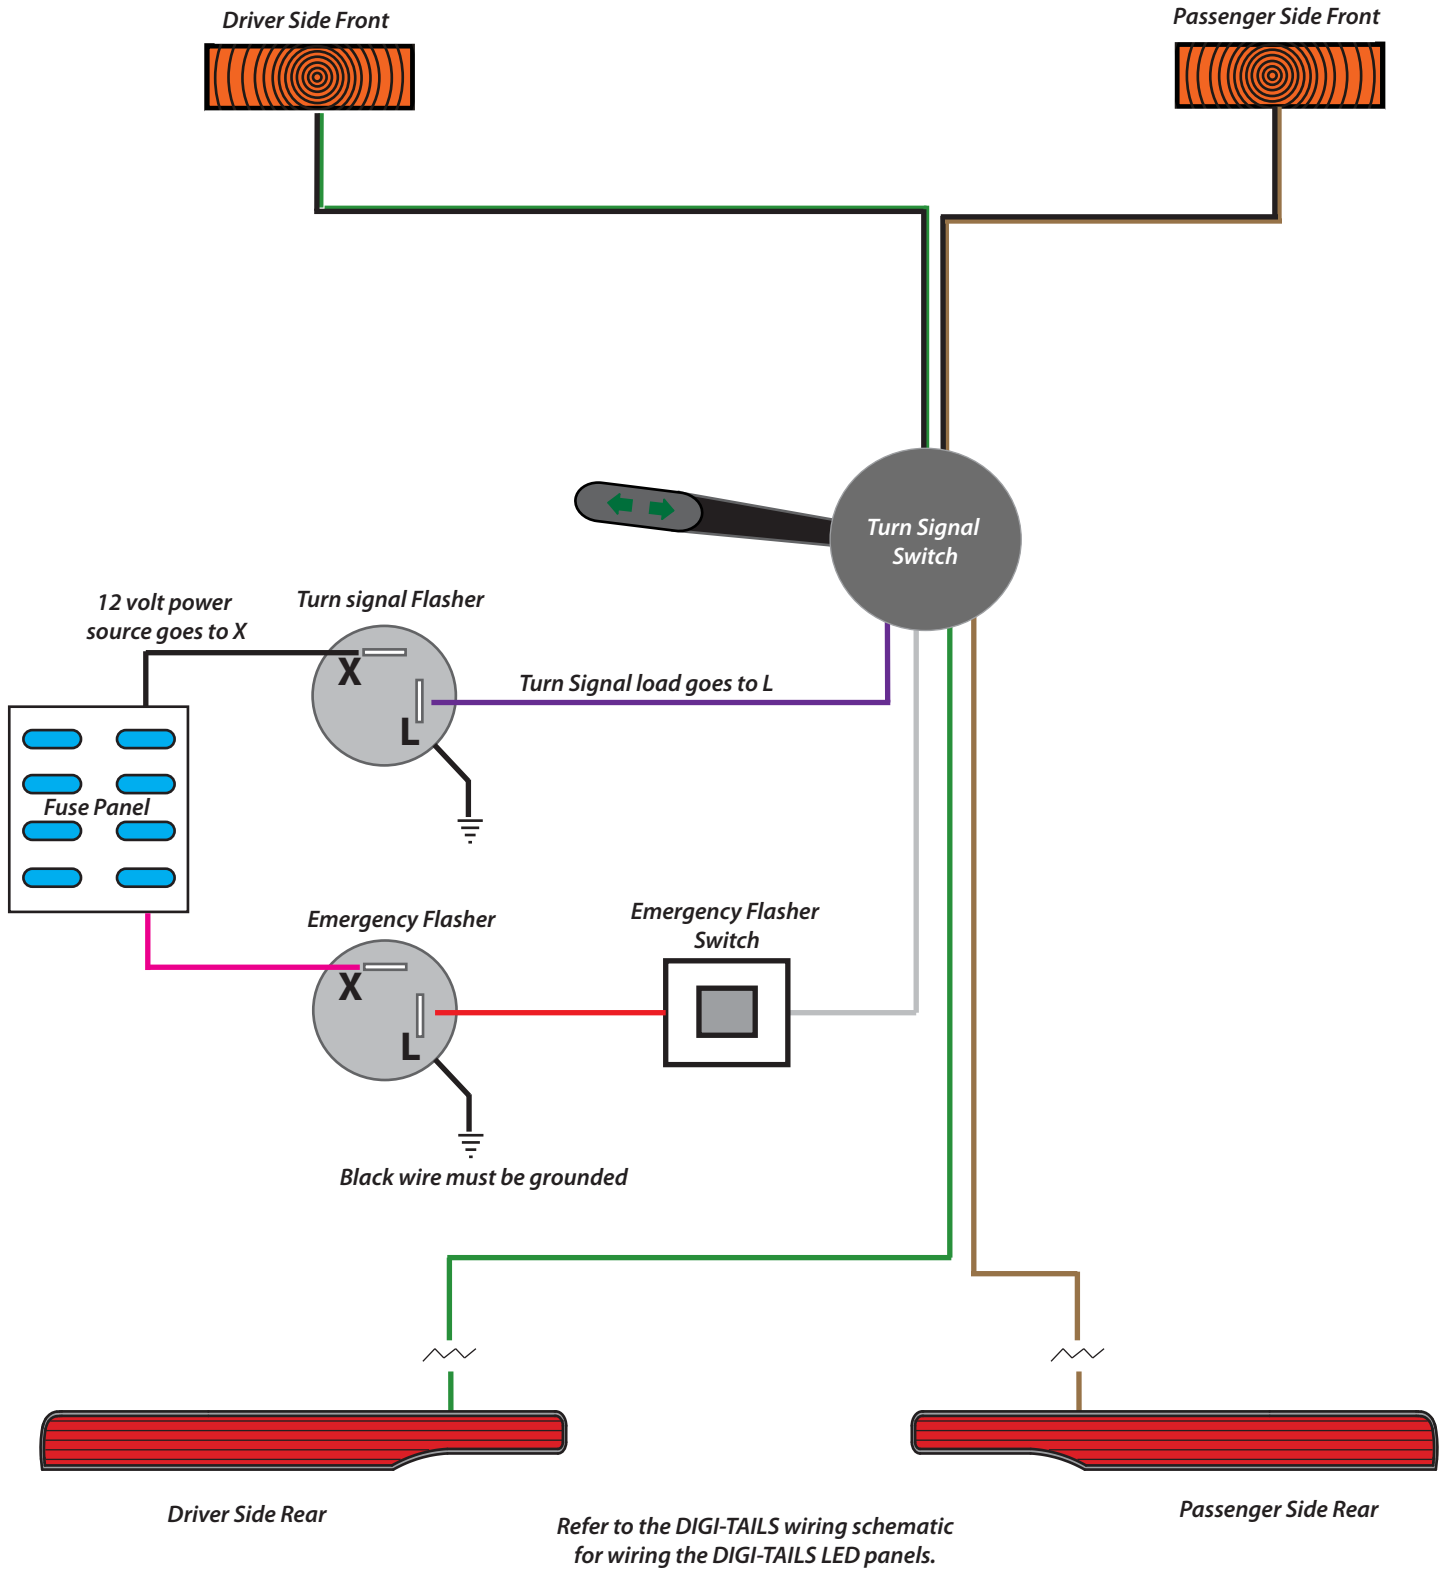 Driver Side Front
Passenger Side Front
Turn Signal
Switch
12 volt power
source goes to X
Turn signal Flasher
X
L
Turn Signal load goes to L
Fuse Panel
Emergency Flasher
X
L
Emergency Flasher
Switch
Black wire must be grounded
Driver Side Rear
Passenger Side Rear
Refer to the DIGI-TAILS wiring schematic
for wiring the DIGI-TAILS LED panels.